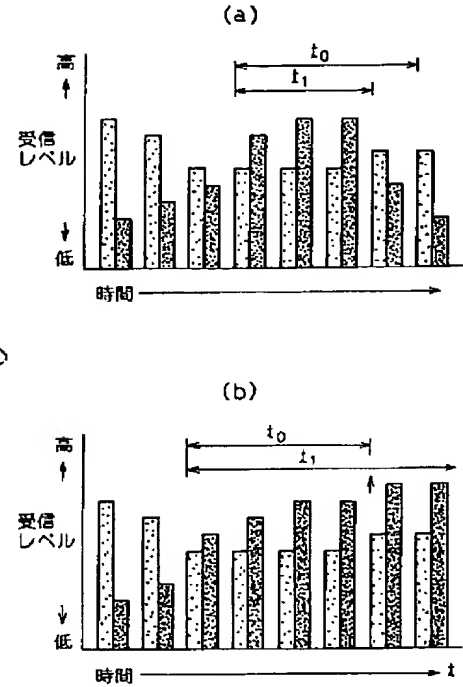 (a)
t0
t1
高
↑
受信
レベル
↓
低
時間 →
(b)
t0
t1
高
↑
受信
レベル
↓
低
時間 → t